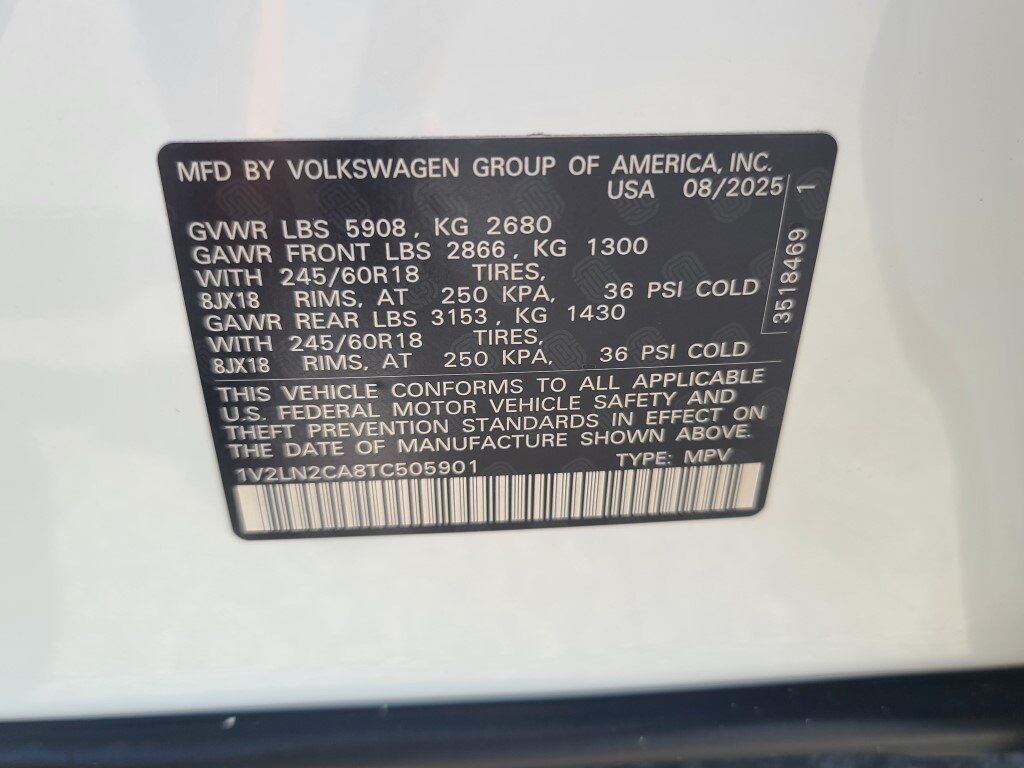 MFD BY VOLKSWAGEN GROUP OF AMERICA, INC.
USA 08/2025
GVWR LBS 5908, KG 2680
GAWR FRONT LBS 2866, KG 1300
WITH 245/60R18 TIRES,
8JX18 RIMS, AT 250 KPA, 36 PSI COLD
GAWR REAR LBS 3153, KG 1430
WITH 245/60R18 TIRES,
8JX18 RIMS, AT 250 KPA, 36 PSI COLD
THIS VEHICLE CONFORMS TO ALL APPLICABLE
U.S. FEDERAL MOTOR VEHICLE SAFETY AND
THEFT PREVENTION STANDARDS IN EFFECT ON
THE DATE OF MANUFACTURE SHOWN ABOVE.
1V2LN2CA8TC505901 TYPE: MPV
3518469 1